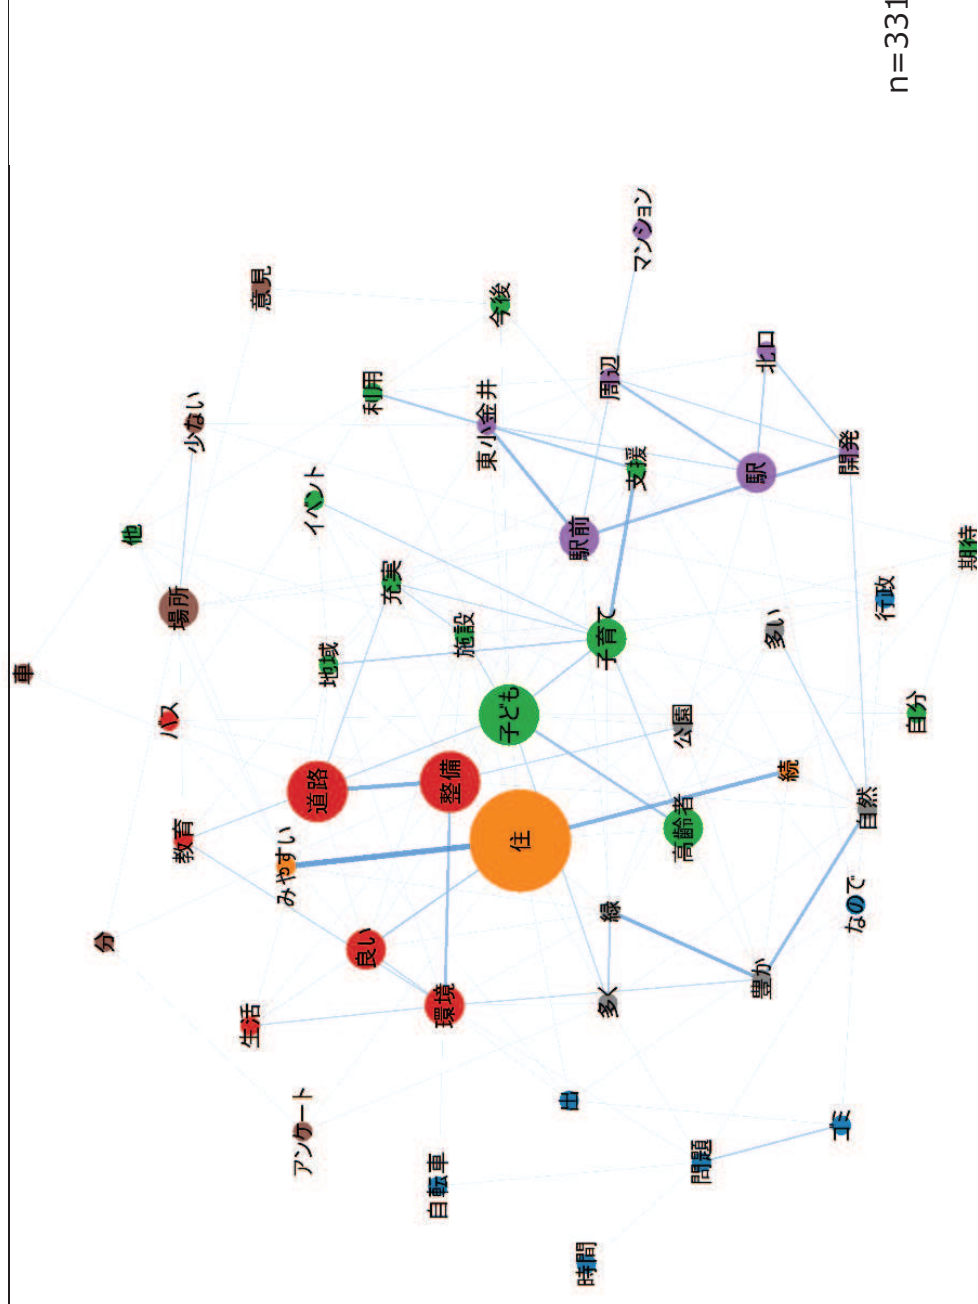 車
分
他
バス
場所
教育
少ない
生活
意見
みやすい
アンケート
イベント
道路
地域
良い
利用
充実
自転車
環境
整備
施設
東小金井
今後
子ども
住
出
駅前
時間
子育て
多く
緑
周辺
支援
マンション
公園
高齢者
問題
駅
豊か
北口
多い
続
ゴミ
開発
なので
自然
行政
n=331
自分
期待